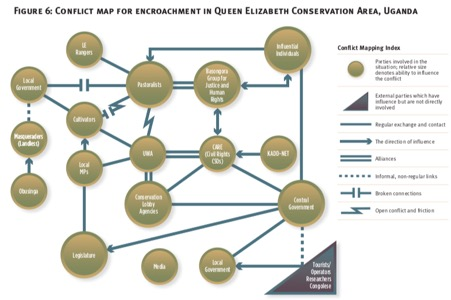 FIGURE 6: CONFLICT MAP FOR ENCROACHMENT IN QUEEN ELIZABETH CONSERVATION AREA, UGANDA
LE
Rangers
Influential
Individuals
Local
Government
Pastoralists
Basongora
Group for
Justice and
Human
Rights
Masqueraders
(Landless)
Cultivators
Obusinga
Local
MPs
UWA
CARE
(Civil Rights
CSOs)
KADD-NET
Conservation
Lobby
Agencies
Central
Government
Legislature
Media
Local
Government
Tourists/
Operators
Researchers
Congolese
Conflict Mapping Index
Parties involved in the
situation; relative size
denotes ability to influence
the conflict
External parties which have
influence but are not directly
involved
Regular exchange and contact
The direction of influence
Alliances
Informal, non-regular links
Broken connections
Open conflict and friction